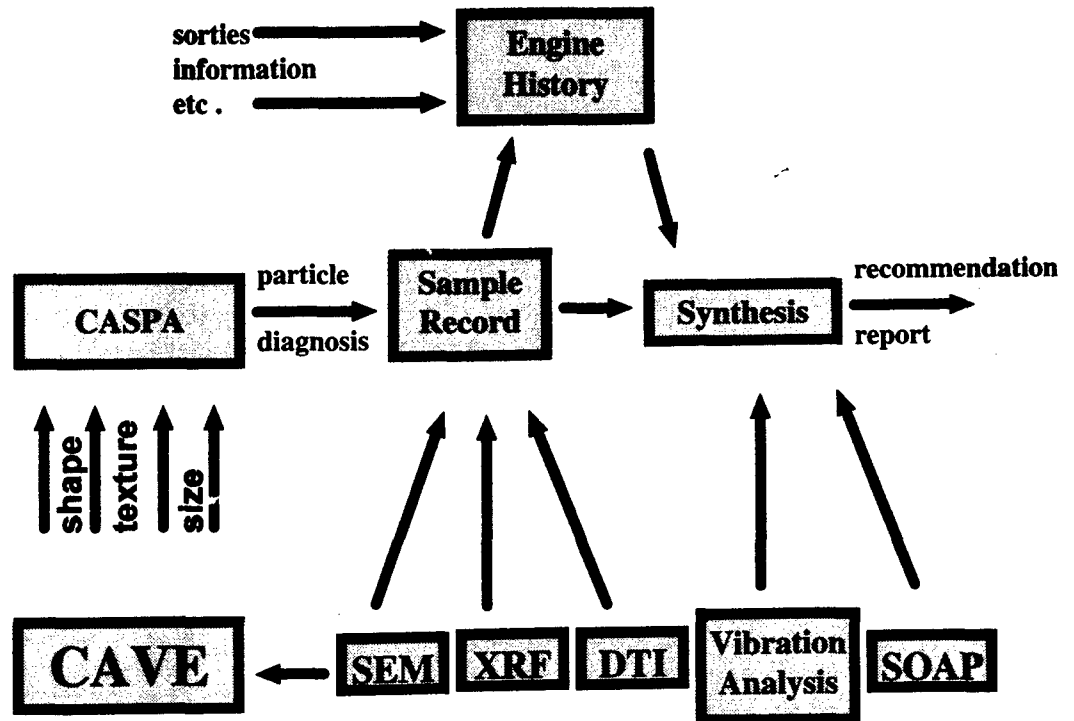 sorties
information
etc .
Engine
History
CASPA
particle
diagnosis
Sample
Record
Synthesis
recommendation
report
shape
texture
size
CAVE
SEM
XRF
DTI
Vibration
Analysis
SOAP